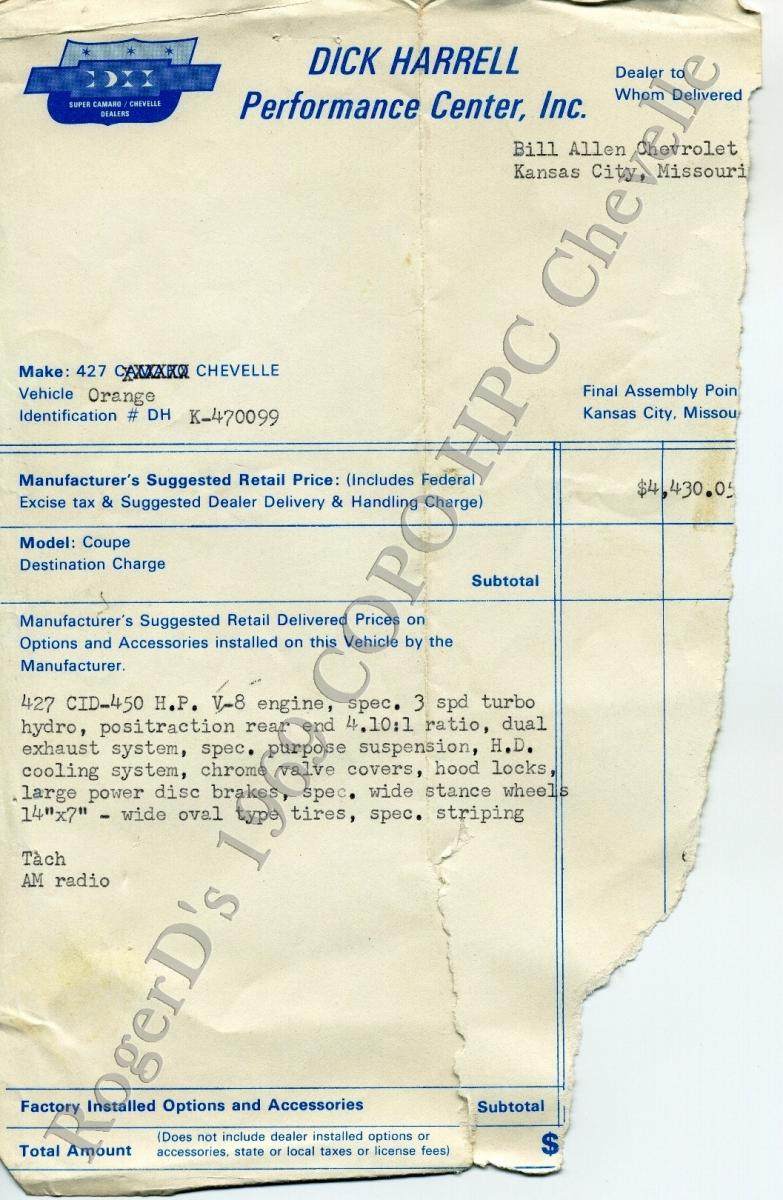 DICK HARRELL
Performance Center, Inc.
SUPER CAMARO / CHEVELLE
DEALERS
Dealer to
Whom Delivered
Bill Allen Chevrolet
Kansas City, Missouri
Make: 427 CAMARO CHEVELLE
Vehicle Orange
Identification # DH K-470099
Final Assembly Poin
Kansas City, Missou
Manufacturer's Suggested Retail Price: (Includes Federal
Excise tax & Suggested Dealer Delivery & Handling Charge)
$4,430.05
Model: Coupe
Destination Charge
Subtotal
Manufacturer's Suggested Retail Delivered Prices on
Options and Accessories installed on this Vehicle by the
Manufacturer.
427 CID-450 H.P. V-8 engine, spec. 3 spd turbo
hydro, positraction rear end 4.10:1 ratio, dual
exhaust system, spec. purpose suspension, H.D.
cooling system, chrome valve covers, hood locks,
large power disc brakes, spec. wide stance wheels
14"x7" - wide oval type tires, spec. striping
Tach
AM radio
Factory Installed Options and Accessories Subtotal
Total Amount (Does not include dealer installed options or
accessories, state or local taxes or license fees) $
RogerD's 1969 COPO HPC Chevelle